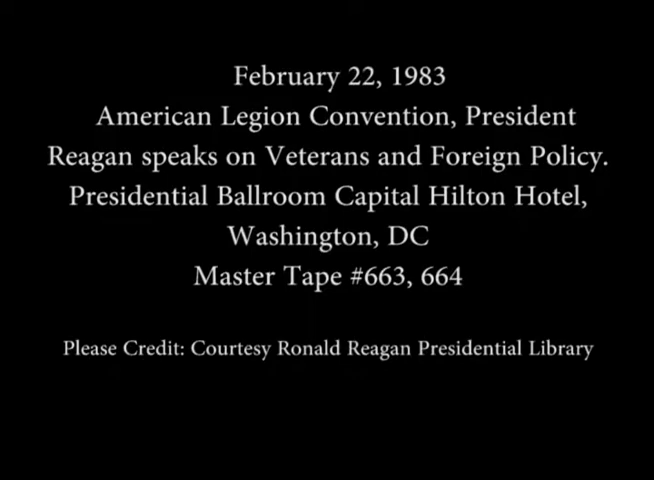 February 22, 1983
American Legion Convention, President
Reagan speaks on Veterans and Foreign Policy.
Presidential Ballroom Capital Hilton Hotel,
Washington, DC
Master Tape #663, 664
Please Credit: Courtesy Ronald Reagan Presidential Library